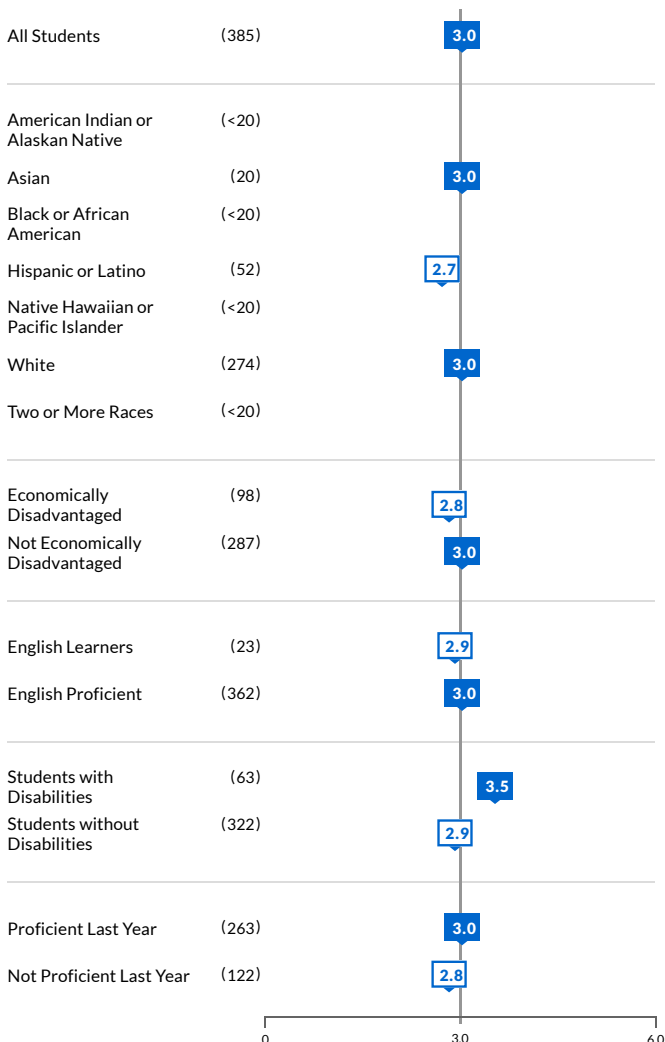 All Students (385) 3.0
American Indian or (<20)
Alaskan Native
Asian (20) 3.0
Black or African (<20)
American
Hispanic or Latino (52) 2.7
Native Hawaiian or (<20)
Pacific Islander
White (274) 3.0
Two or More Races (<20)
Economically (98) 2.8
Disadvantaged
Not Economically (287) 3.0
Disadvantaged
English Learners (23) 2.9
English Proficient (362) 3.0
Students with (63) 3.5
Disabilities
Students without (322) 2.9
Disabilities
Proficient Last Year (263) 3.0
Not Proficient Last Year (122) 2.8
0 3.0 6.0